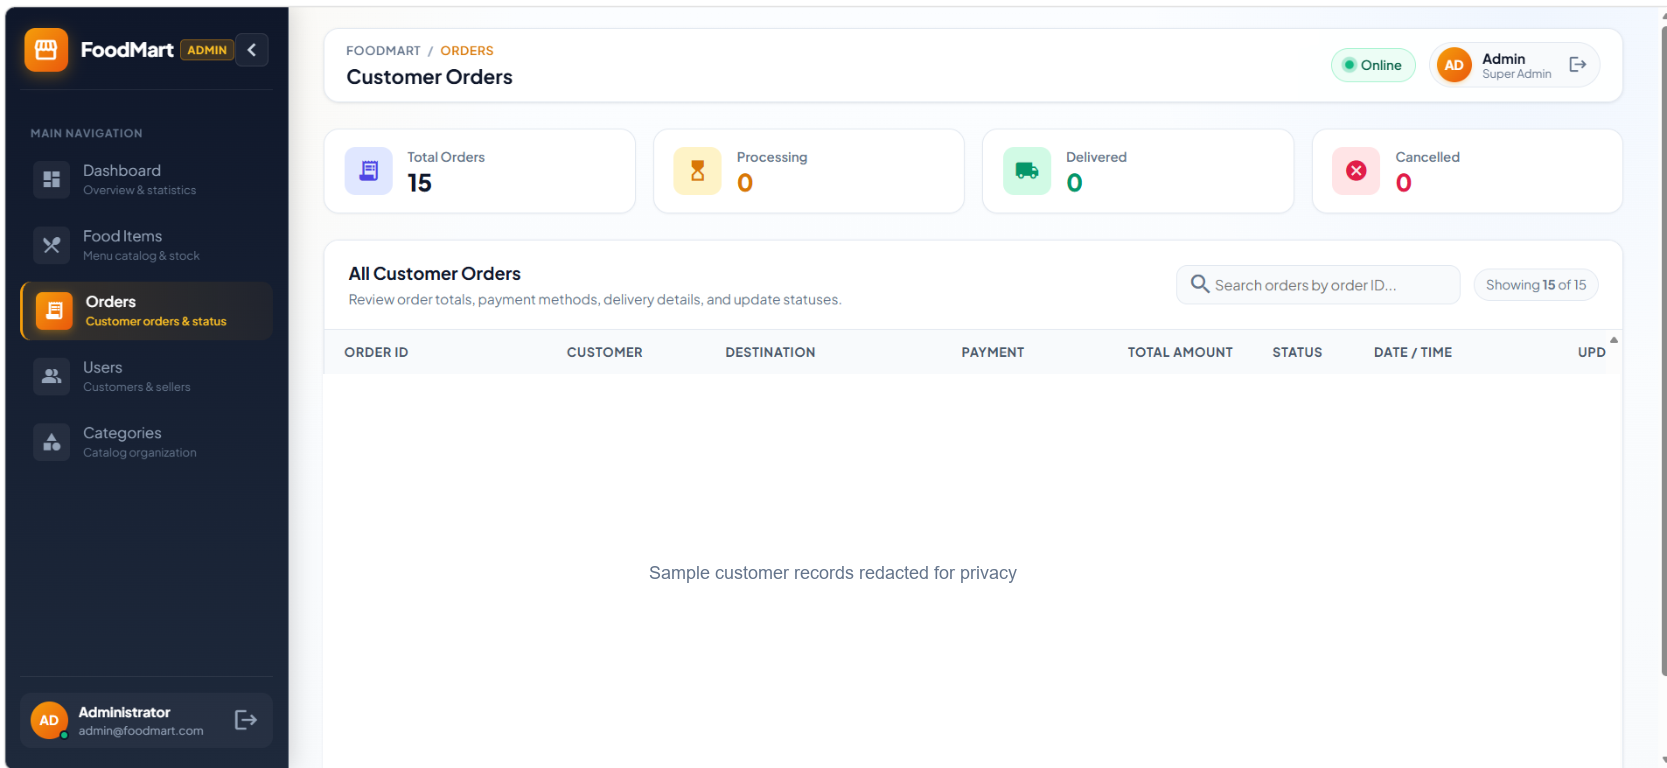 FoodMart ADMIN
MAIN NAVIGATION
Dashboard
Overview & statistics
Food Items
Menu catalog & stock
Orders
Customer orders & status
Users
Customers & sellers
Categories
Catalog organization
AD
Administrator
admin@foodmart.com
FOODMART / ORDERS
Customer Orders
Online
AD
Admin
Super Admin
Total Orders
15
Processing
0
Delivered
0
Cancelled
0
All Customer Orders
Review order totals, payment methods, delivery details, and update statuses.
Search orders by order ID...
Showing 15 of 15
ORDER ID CUSTOMER DESTINATION PAYMENT TOTAL AMOUNT STATUS DATE / TIME UPD
Sample customer records redacted for privacy